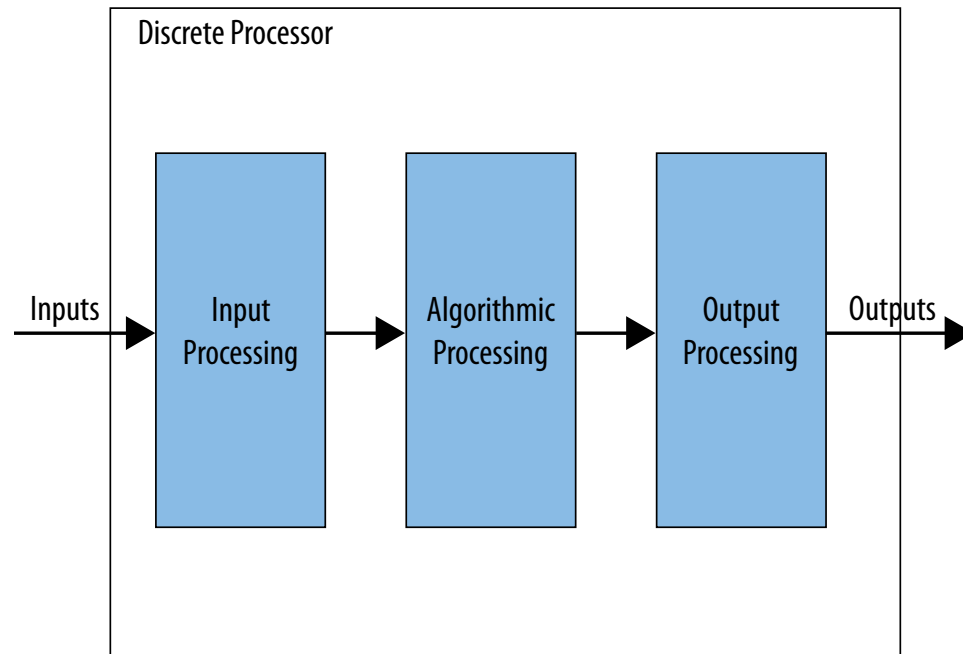 Discrete Processor
Inputs
Input
Processing
Algorithmic
Processing
Output
Processing
Outputs